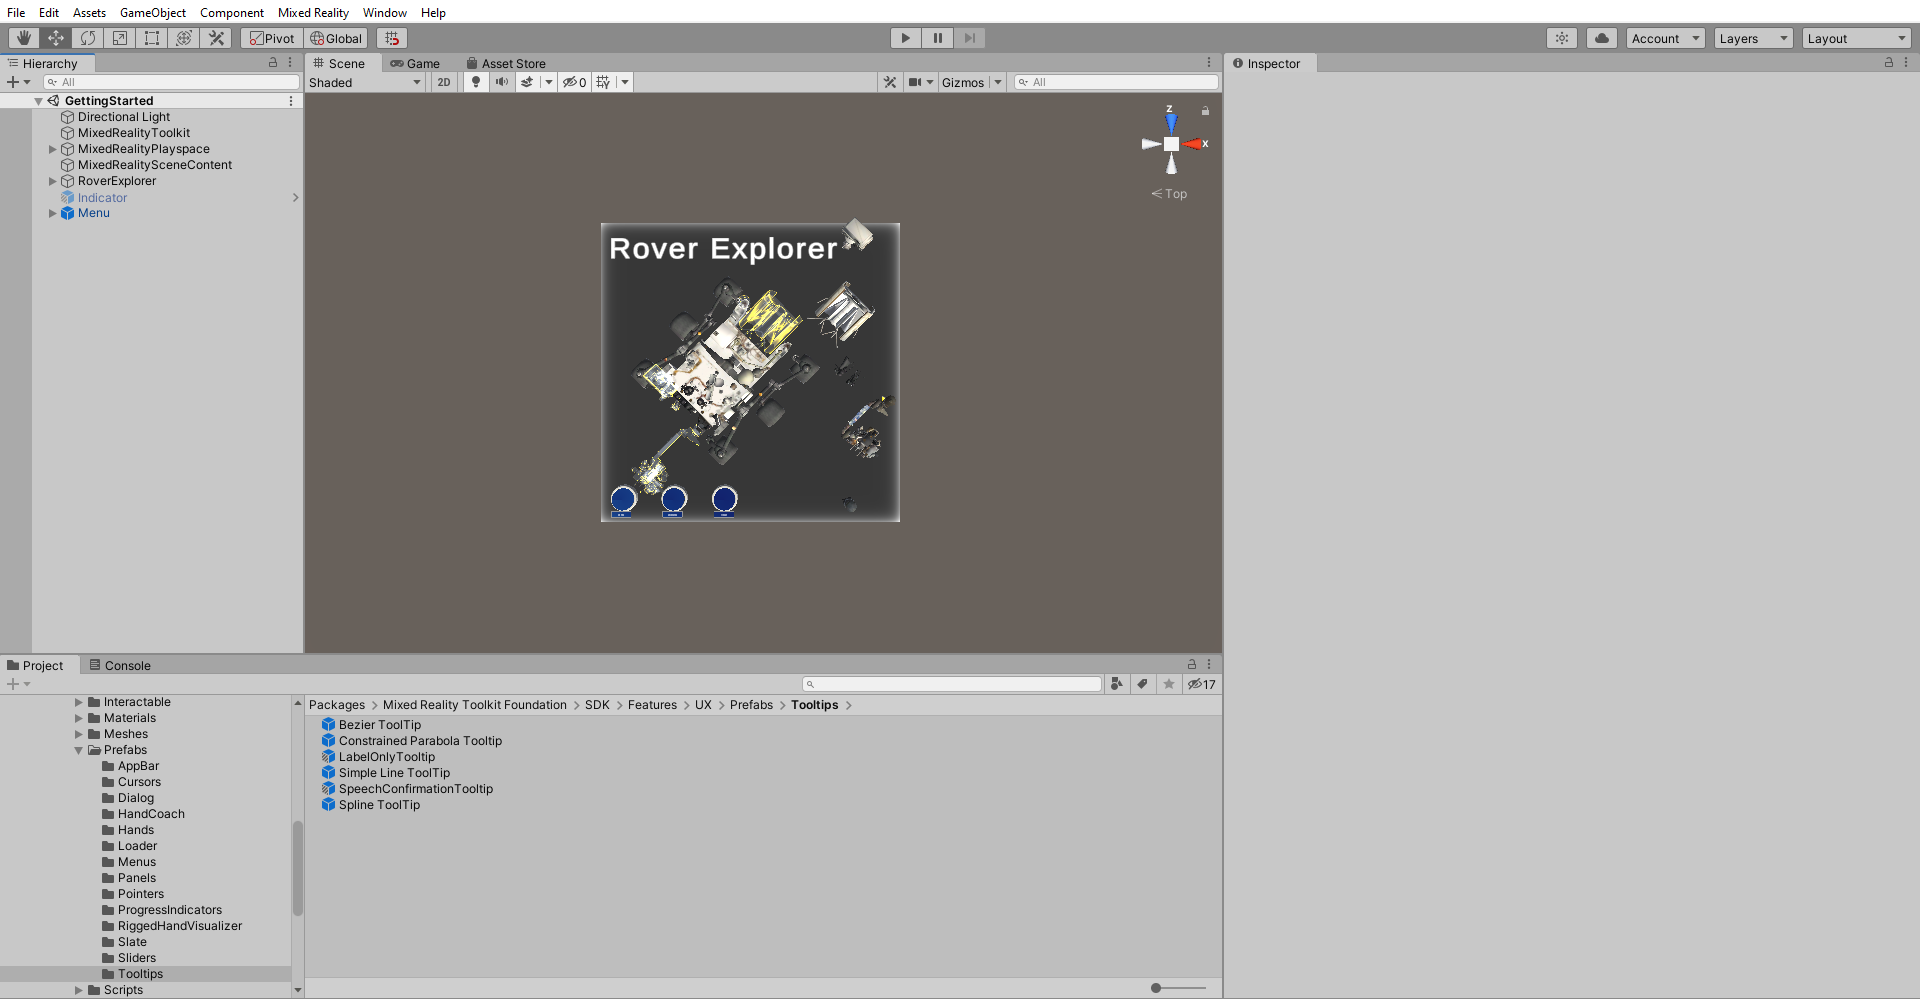 File Edit Assets GameObject Component Mixed Reality Window Help
Pivot Global Account Layers Layout
Hierarchy
All
GettingStarted
Directional Light
MixedRealityToolkit
MixedRealityPlayspace
MixedRealitySceneContent
RoverExplorer
Indicator
Menu
Scene Game Asset Store
Shaded 2D 0 Gizmos All
z
x
Top
Rover Explorer
Inspector
Project Console
17
Interactable
Materials
Meshes
Prefabs
AppBar
Cursors
Dialog
HandCoach
Hands
Loader
Menus
Panels
Pointers
ProgressIndicators
RiggedHandVisualizer
Slate
Sliders
Tooltips
Scripts
Packages > Mixed Reality Toolkit Foundation > SDK > Features > UX > Prefabs > Tooltips >
Bezier ToolTip
Constrained Parabola Tooltip
LabelOnlyTooltip
Simple Line ToolTip
SpeechConfirmationTooltip
Spline ToolTip